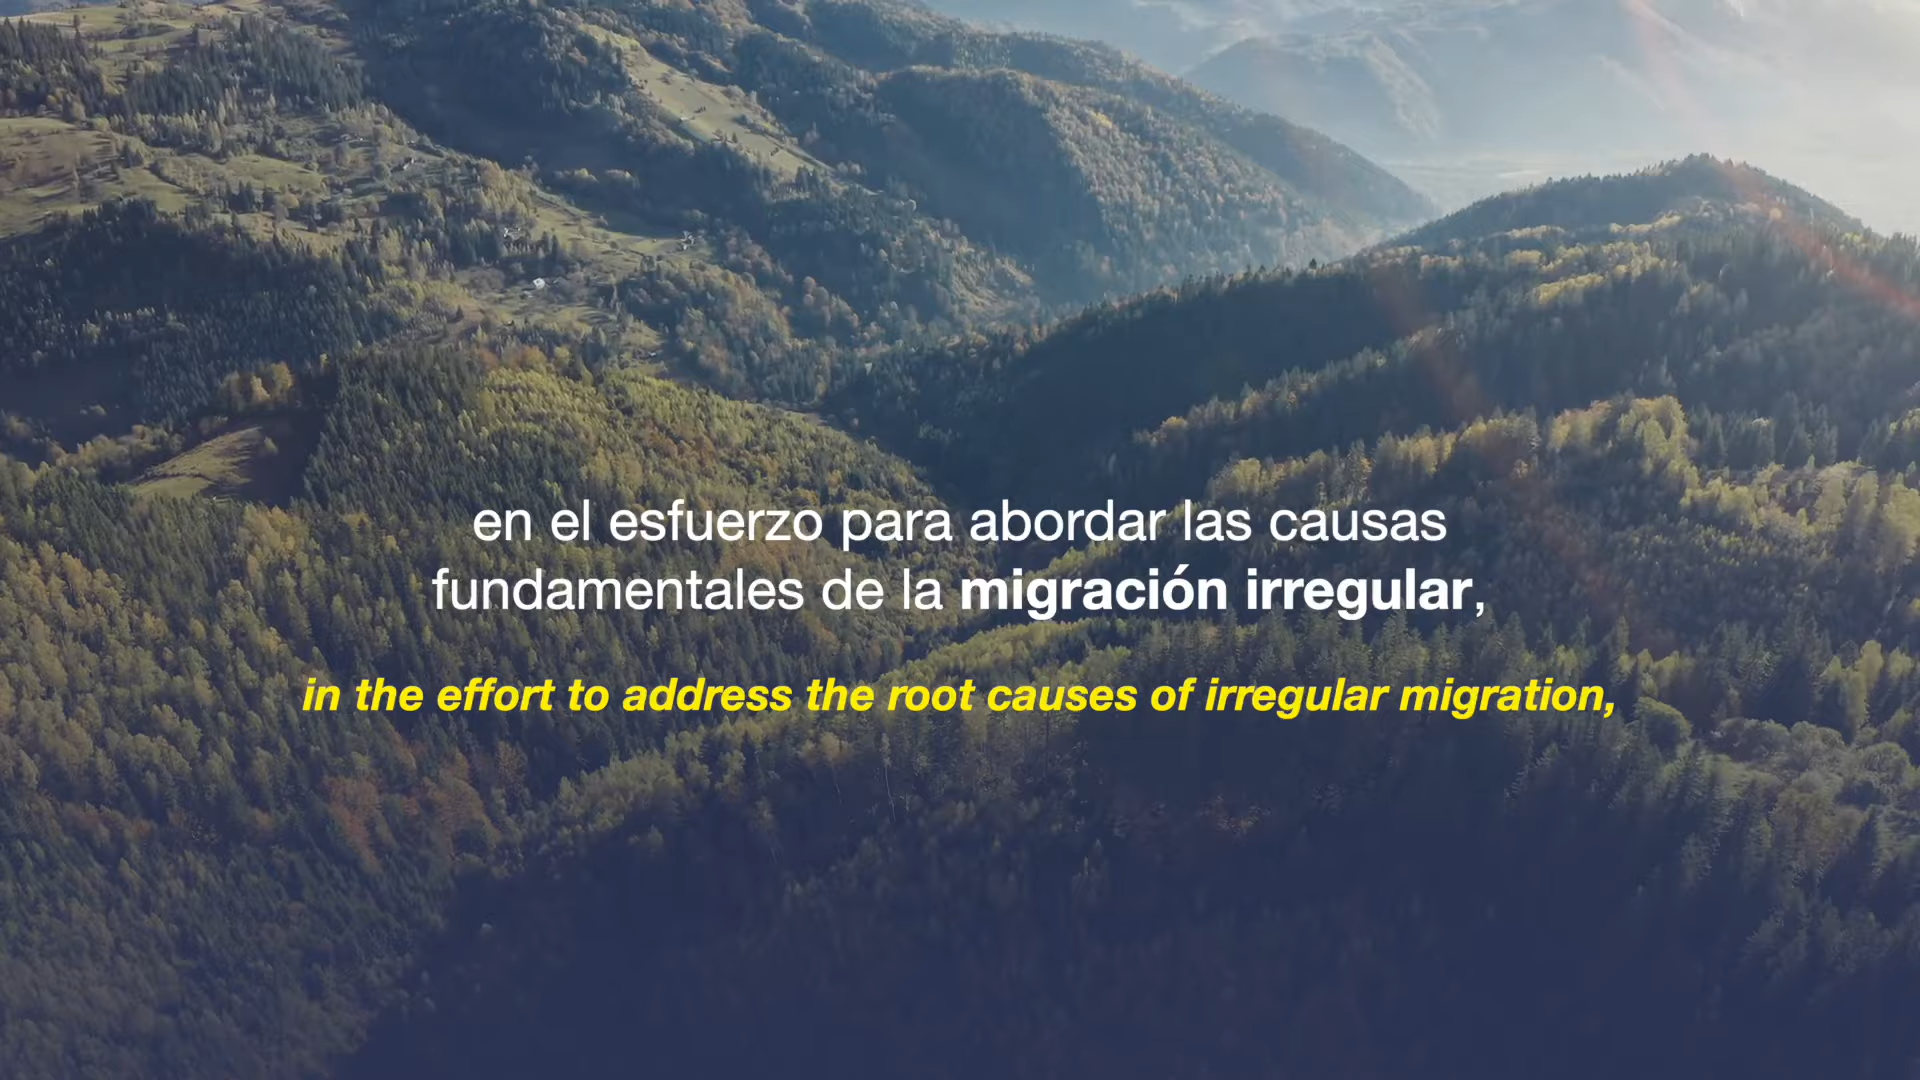 en el esfuerzo para abordar las causas
fundamentales de la migración irregular,
in the effort to address the root causes of irregular migration,